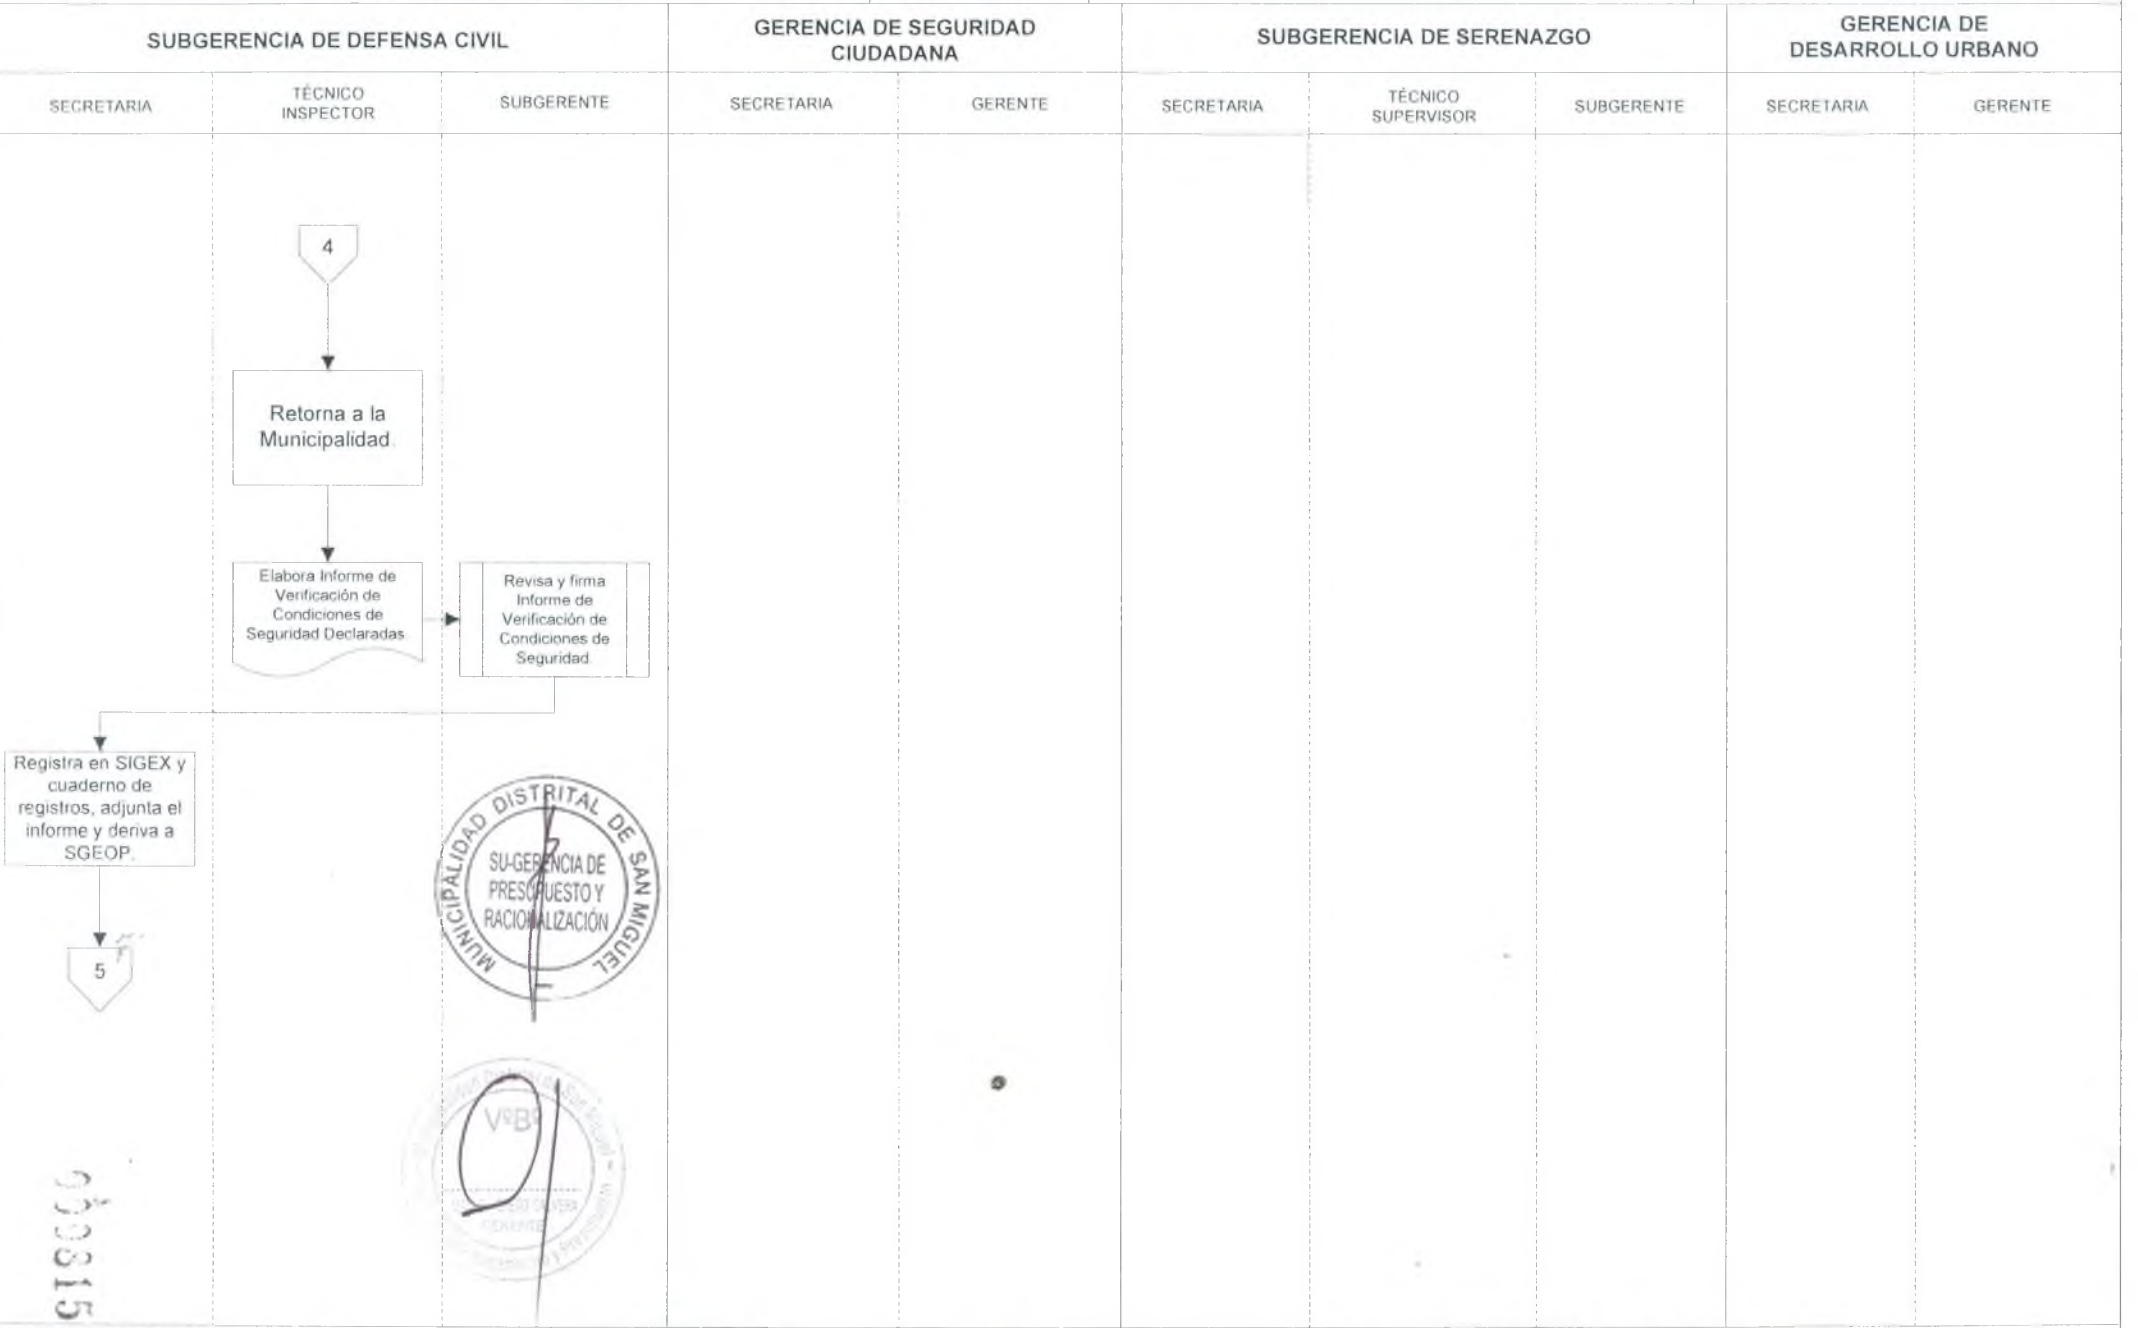 SUBGERENCIA DE DEFENSA CIVIL
GERENCIA DE SEGURIDAD
CIUDADANA
SUBGERENCIA DE SERENAZGO
GERENCIA DE
DESARROLLO URBANO
SECRETARIA
TÉCNICO
INSPECTOR
SUBGERENTE
SECRETARIA
GERENTE
SECRETARIA
TÉCNICO
SUPERVISOR
SUBGERENTE
SECRETARIA
GERENTE
4
Retorna a la
Municipalidad.
Elabora Informe de
Verificación de
Condiciones de
Seguridad Declaradas
Revisa y firma
Informe de
Verificación de
Condiciones de
Seguridad
Registra en SIGEX y
cuaderno de
registros, adjunta el
informe y deriva a
SGEOP.
5
MUNICIPALIDAD DISTRITAL DE SAN MIGUEL
SU-GERENCIA DE
PRESUPUESTO Y
RACIONALIZACIÓN
VºBº
GERENTE
000815